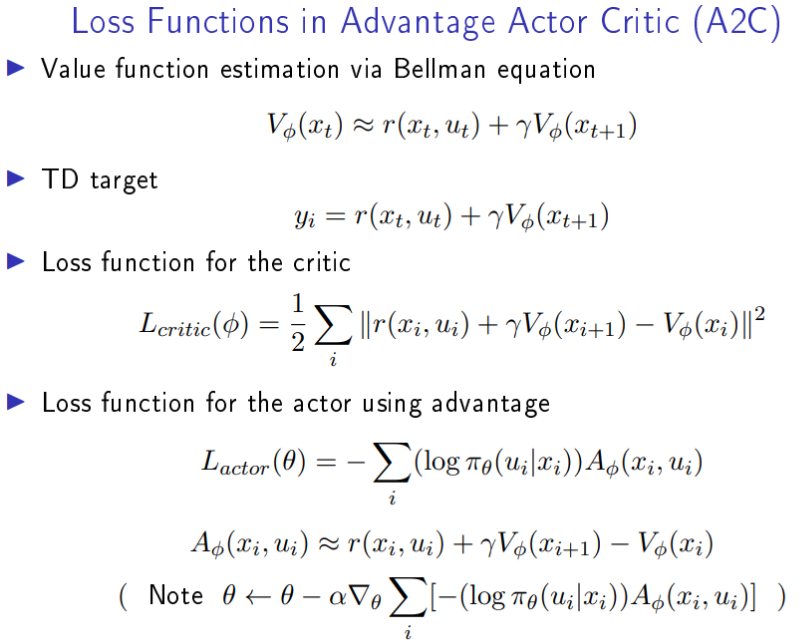 Loss Functions in Advantage Actor Critic (A2C)
▶ Value function estimation via Bellman equation
$V_\phi(x_t) \approx r(x_t, u_t) + \gamma V_\phi(x_{t+1})$
▶ TD target
$y_i = r(x_t, u_t) + \gamma V_\phi(x_{t+1})$
▶ Loss function for the critic
$L_{critic}(\phi) = \frac{1}{2} \sum_i \| r(x_i, u_i) + \gamma V_\phi(x_{i+1}) - V_\phi(x_i) \|^2$
▶ Loss function for the actor using advantage
$L_{actor}(\theta) = - \sum_i (\log \pi_\theta(u_i|x_i)) A_\phi(x_i, u_i)$
$A_\phi(x_i, u_i) \approx r(x_i, u_i) + \gamma V_\phi(x_{i+1}) - V_\phi(x_i)$
( Note $\theta \leftarrow \theta - \alpha \nabla_\theta \sum_i [-(\log \pi_\theta(u_i|x_i)) A_\phi(x_i, u_i)]$ )